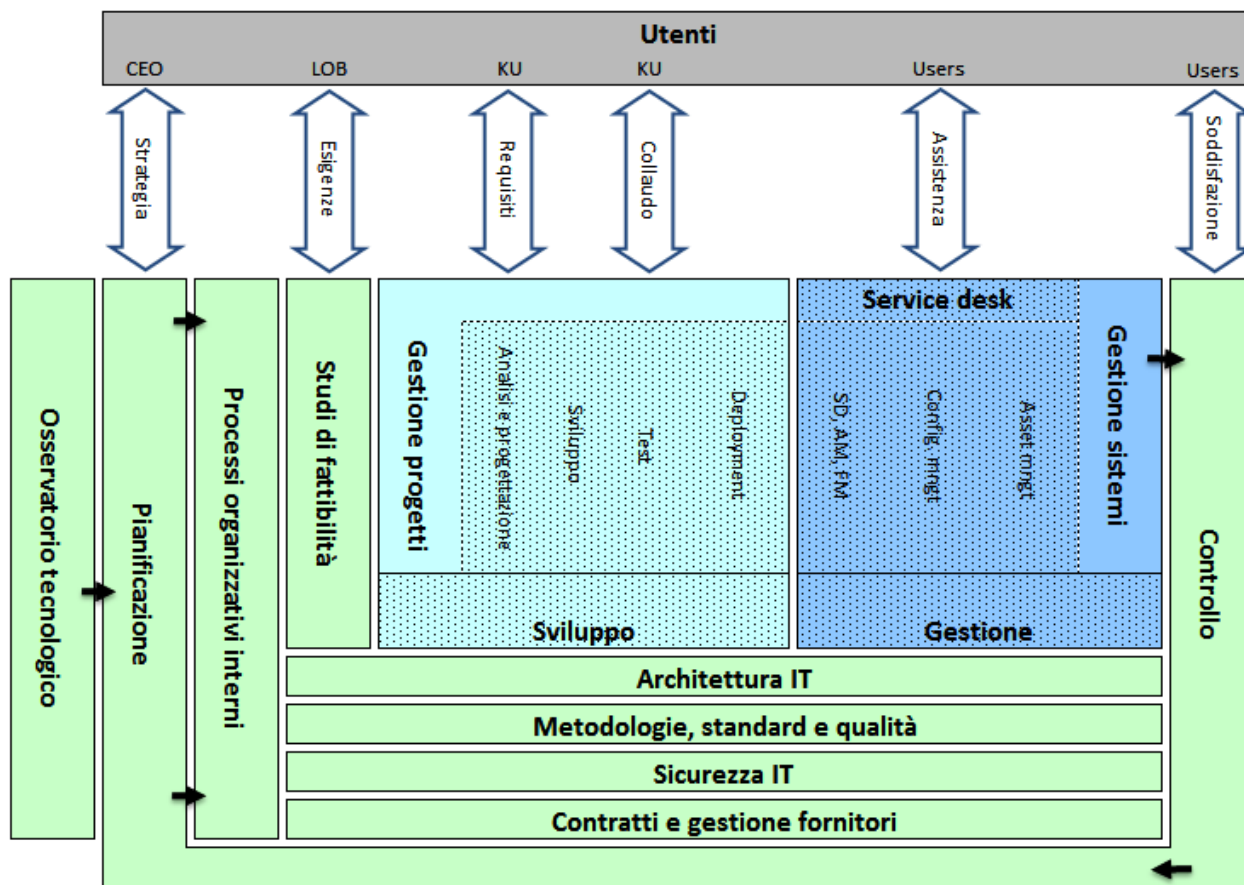 Utenti
CEO
LOB
KU
KU
Users
Users
Strategia
Esigenze
Requisiti
Collaudo
Assistenza
Soddisfazione
Osservatorio tecnologico
Pianificazione
Processi organizzativi interni
Studi di fattibilità
Gestione progetti
Analisi e progettazione
Sviluppo
Test
Deployment
Sviluppo
Service desk
SD, AM, FM
Config. mngt
Asset mngt
Gestione sistemi
Gestione
Controllo
Architettura IT
Metodologie, standard e qualità
Sicurezza IT
Contratti e gestione fornitori